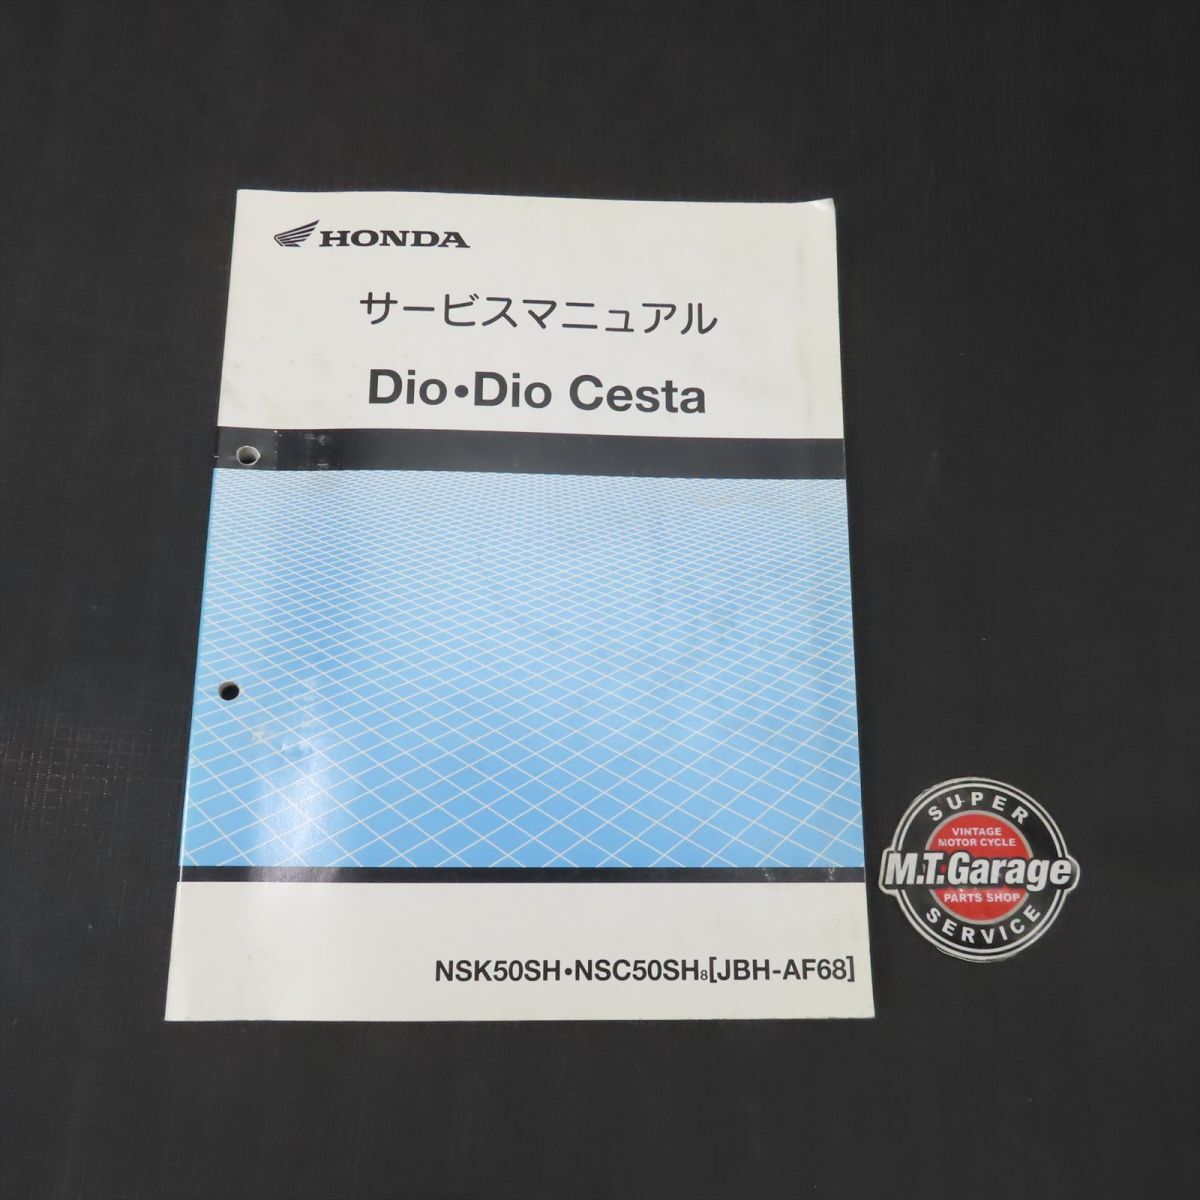 HONDA
サービスマニュアル
Dio•Dio Cesta
NSK50SH•NSC50SH8[JBH-AF68]
SUPER
VINTAGE
MOTOR CYCLE
M.T.Garage
PARTS SHOP
SERVICE